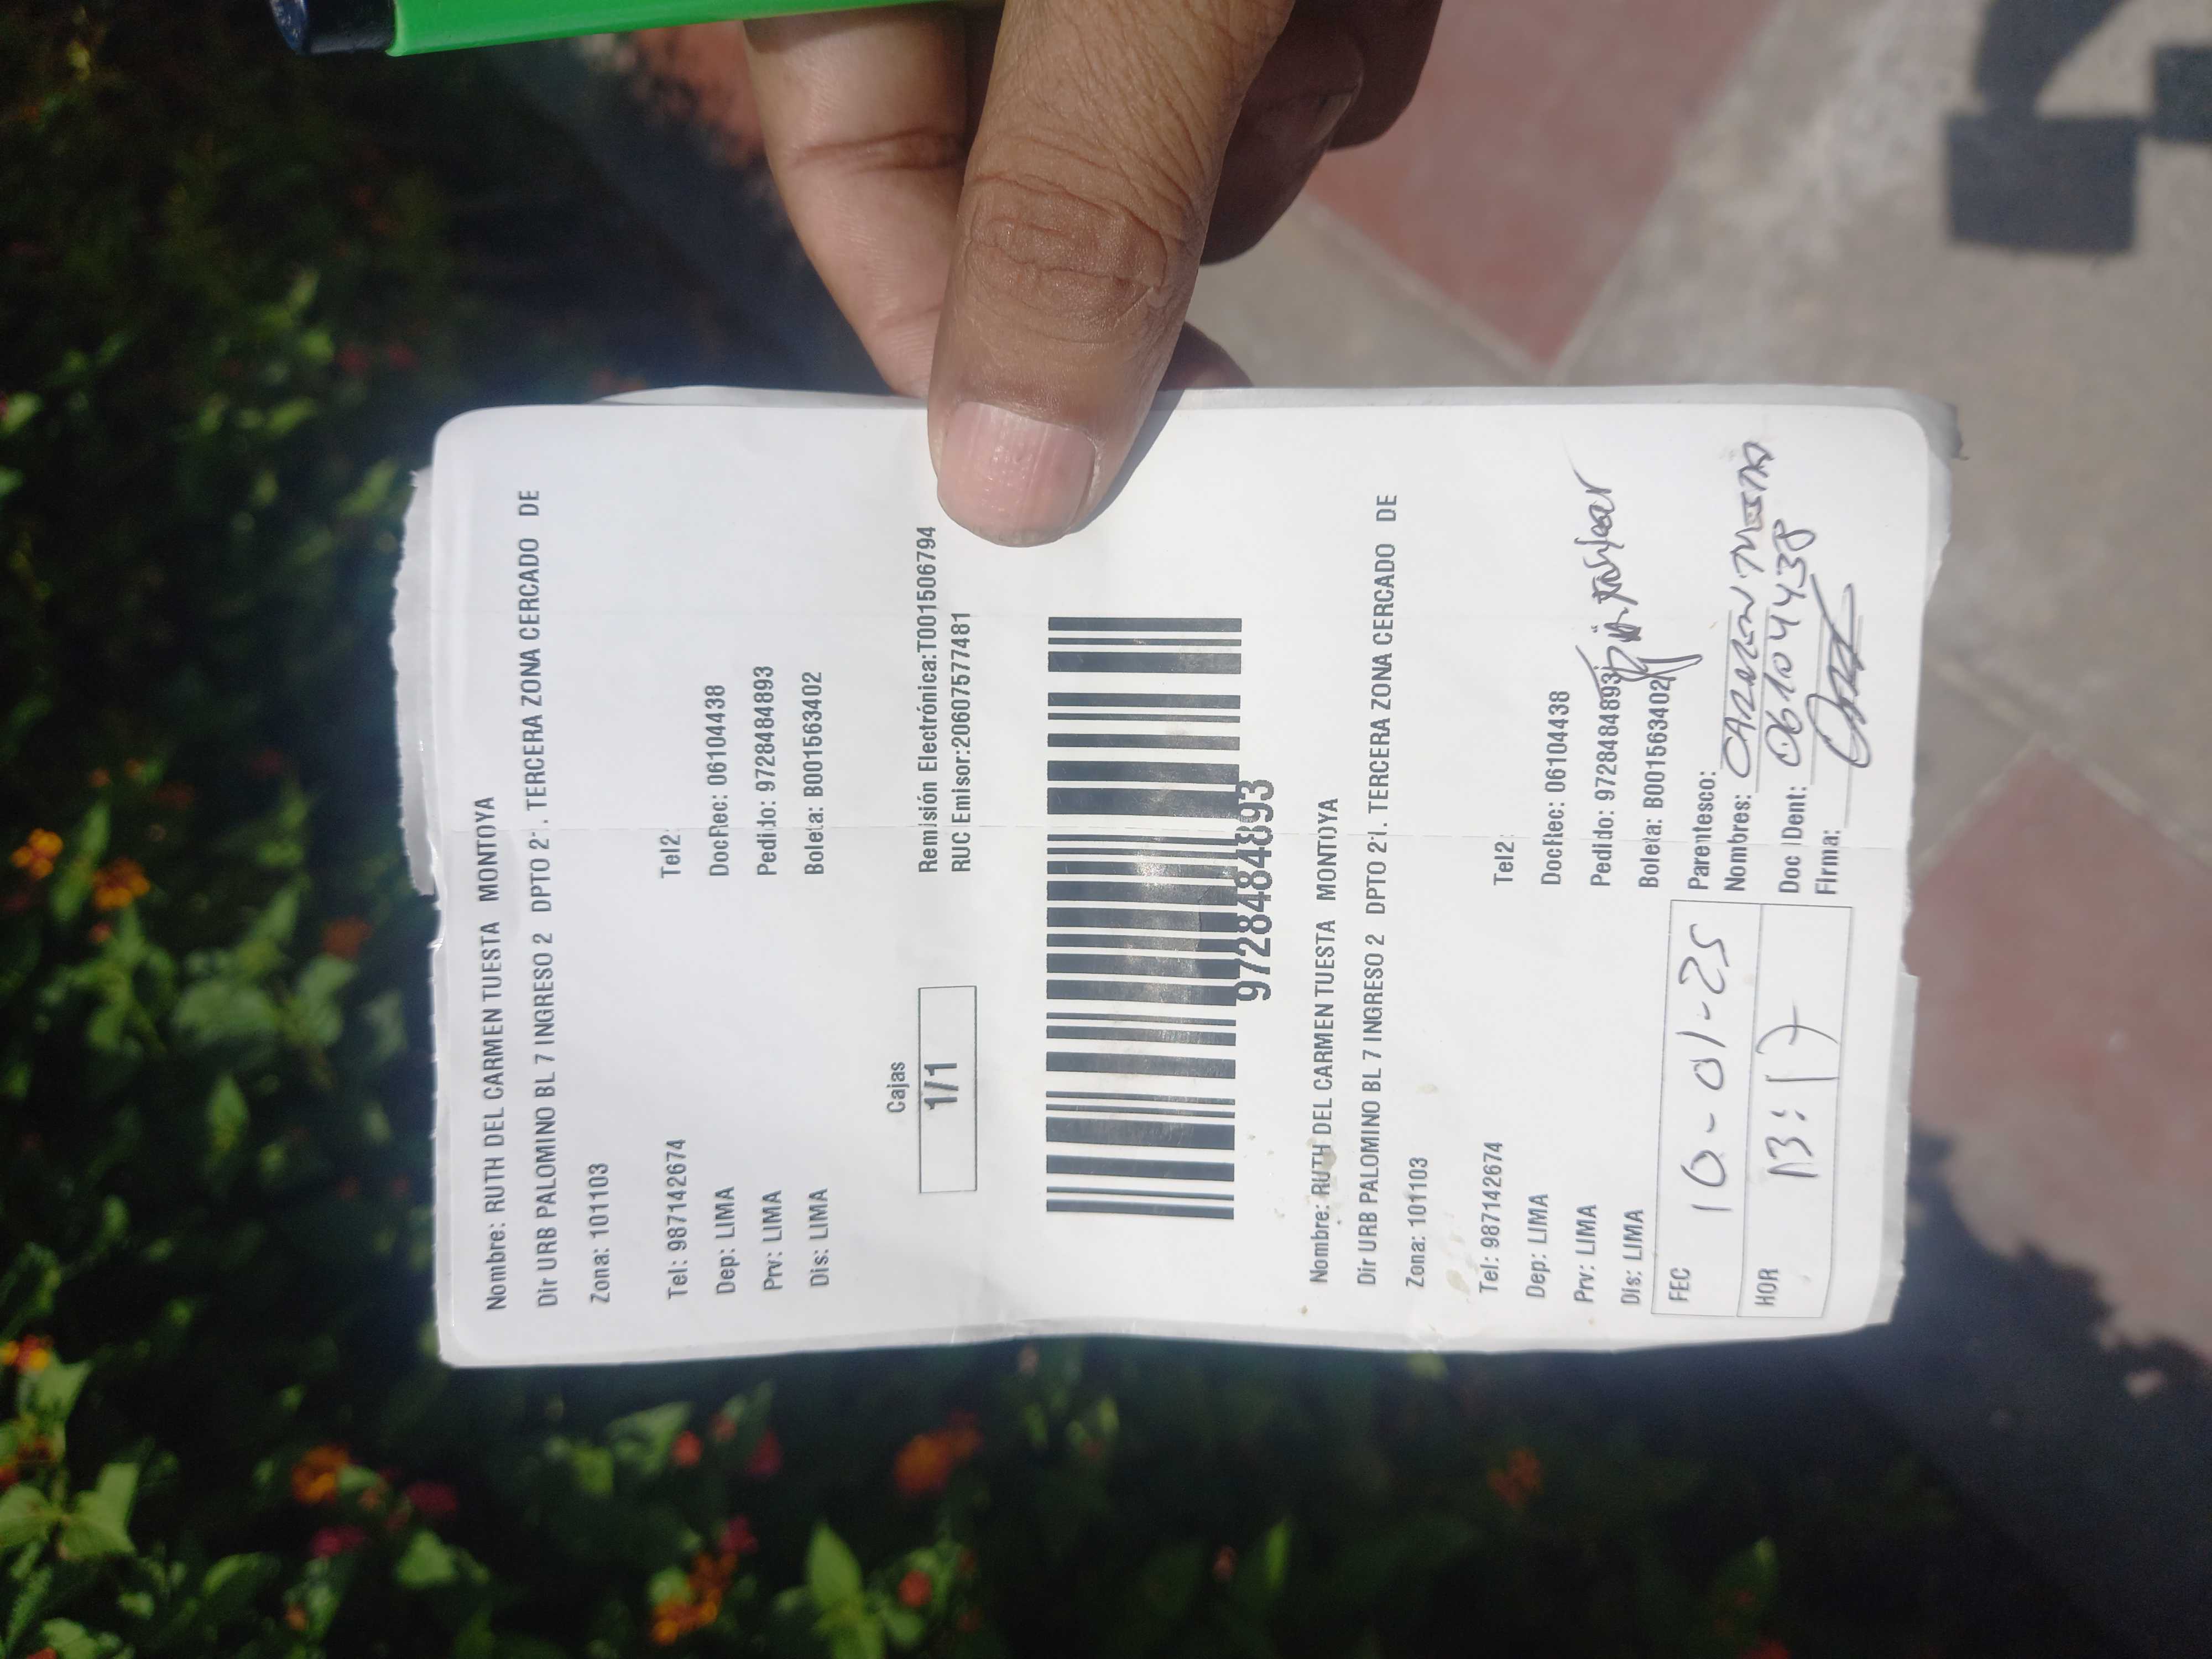 Nombre: RUTH DEL CARMEN TUESTA MONTOYA
Dir URB PALOMINO BL 7 INGRESO 2 DPTO 21. TERCERA ZONA CERCADO DE
Zona: 101103
Tel: 987142674 Tel2:
Dep: LIMA DocRec: 06104438
Prv: LIMA Pedido: 9728484893
Dis: LIMA Boleta: B001563402
Cajas
1/1
Remisión Electrónica:T001506794
RUC Emisor:20607577481
9728484893
Nombre: RUTH DEL CARMEN TUESTA MONTOYA
Dir URB PALOMINO BL 7 INGRESO 2 DPTO 21. TERCERA ZONA CERCADO DE
Zona: 101103
Tel: 987142674 Tel2:
Dep: LIMA DocRec: 06104438
Prv: LIMA Pedido: 9728484893
Dis: LIMA Boleta: B001563402
FEC 10-01-25
HOR 13:17
Parentesco:
Nombres: CARMEN TUESTA
Doc Ident: 06104438
Firma: